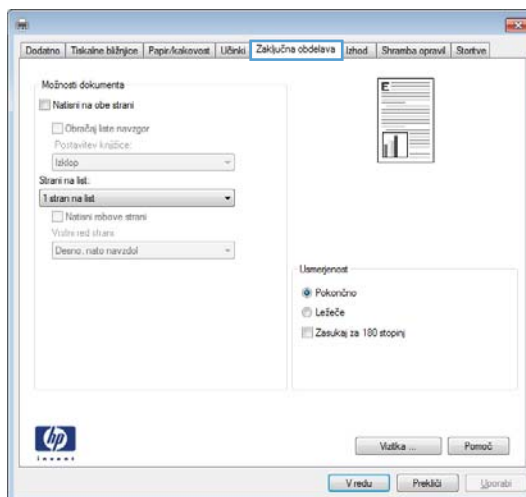 Dodatno Tiskalne bližnjice Papir/kakovost Učinki Zaključna obdelava Izhod Shramba opravil Storitve
Možnosti dokumenta
Natisni na obe strani
Obračaj liste navzgor
Postavitev knjižice:
Izklop
Strani na list:
1 stran na list
Natisni robove strani
Vrstni red strani:
Desno, nato navzdol
E
Usmerjenost
Pokončno
Ležeče
Zasukaj za 180 stopinj
hp
invent
Vizitka ... Pomoč
V redu Prekliči Uporabi